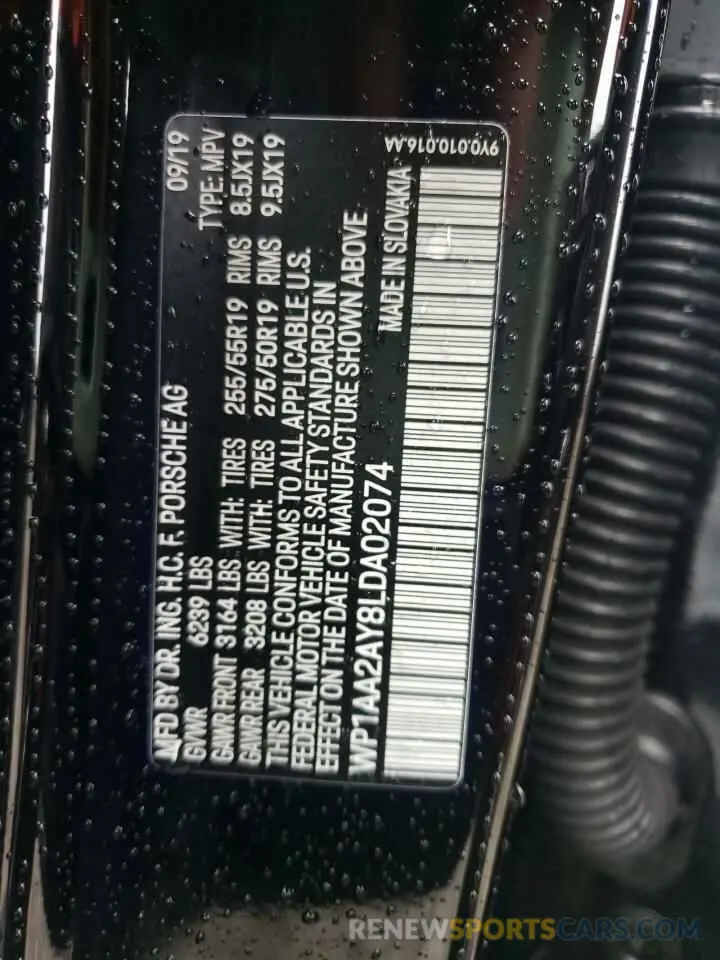 MFD BY DR. ING. H.C. F. PORSCHE AG 09/19
GVWR 6239 LBS TYPE: MPV
GAWR FRONT 3164 LBS WITH: TIRES 255/55R19 RIMS 8.5JX19
GAWR REAR 3208 LBS WITH: TIRES 275/50R19 RIMS 9.5JX19
THIS VEHICLE CONFORMS TO ALL APPLICABLE U.S.
FEDERAL MOTOR VEHICLE SAFETY STANDARDS IN
EFFECT ON THE DATE OF MANUFACTURE SHOWN ABOVE
WP1AA2AY8LDA02074 MADE IN SLOVAKIA
9Y0.010.016.AA
RENEWSPORTSCARS.COM